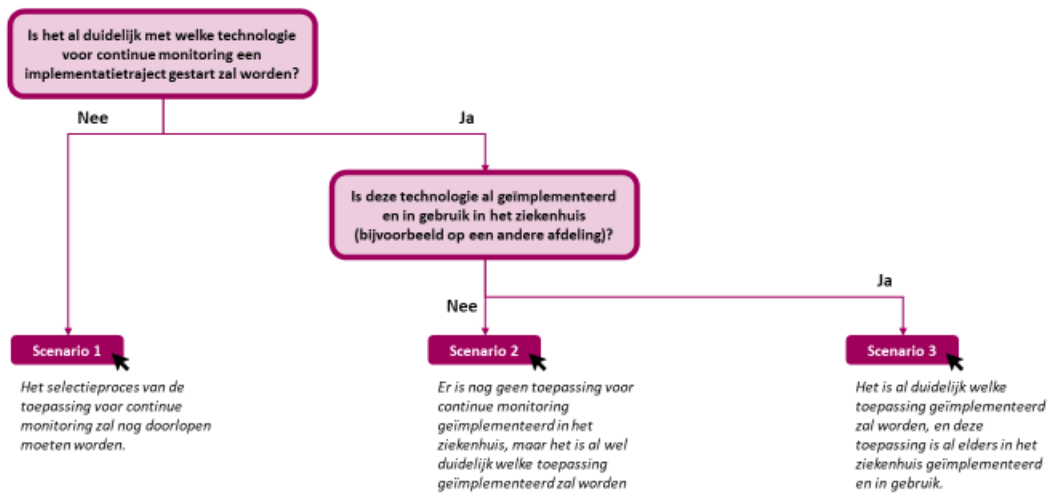 Is het al duidelijk met welke technologie
voor continue monitoring een
implementatietraject gestart zal worden?
Nee
Ja
Is deze technologie al geïmplementeerd
en in gebruik in het ziekenhuis
(bijvoorbeeld op een andere afdeling)?
Nee
Ja
Scenario 1
Het selectieproces van de
toepassing voor continue
monitoring zal nog doorlopen
moeten worden.
Scenario 2
Er is nog geen toepassing voor
continue monitoring
geïmplementeerd in het
ziekenhuis, maar het is al wel
duidelijk welke toepassing
geïmplementeerd zal worden
Scenario 3
Het is al duidelijk welke
toepassing geïmplementeerd
zal worden, en deze
toepassing is al elders in het
ziekenhuis geïmplementeerd
en in gebruik.